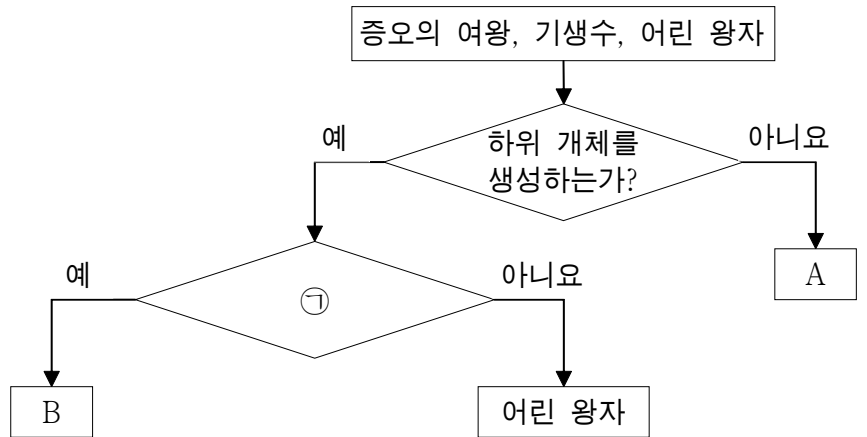 증오의 여왕, 기생수, 어린 왕자
예
하위 개체를
생성하는가?
아니요
예
㉠
아니요
A
B
어린 왕자